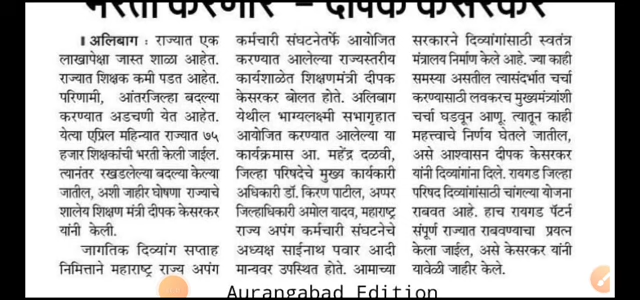 भरती करणार – दीपक केसरकर
। अलिबाग : राज्यात एक
लाखापेक्षा जास्त शाळा आहेत.
राज्यात शिक्षक कमी पडत आहेत.
परिणामी, आंतरजिल्हा बदल्या
करण्यात अडचणी येत आहेत.
येत्या एप्रिल महिन्यात राज्यात ७५
हजार शिक्षकांची भरती केली जाईल.
त्यानंतर रखडलेल्या बदल्या केल्या
जातील, अशी जाहीर घोषणा राज्याचे
शालेय शिक्षण मंत्री दीपक केसरकर
यांनी केली.
जागतिक दिव्यांग सप्ताह
निमित्ताने महाराष्ट्र राज्य अपंग
कर्मचारी संघटनेतर्फे आयोजित
करण्यात आलेल्या राज्यस्तरीय
कार्यशाळेत शिक्षणमंत्री दीपक
केसरकर बोलत होते. अलिबाग
येथील भाग्यलक्ष्मी सभागृहात
आयोजित करण्यात आलेल्या या
कार्यक्रमास आ. महेंद्र दळवी,
जिल्हा परिषदेचे मुख्य कार्यकारी
अधिकारी डॉ. किरण पाटील, अप्पर
जिल्हाधिकारी अमोल यादव, महाराष्ट्र
राज्य अपंग कर्मचारी संघटनेचे
अध्यक्ष साईनाथ पवार आदी
मान्यवर उपस्थित होते. आमाच्या
सरकारने दिव्यांगांसाठी स्वतंत्र
मंत्रालय निर्माण केले आहे. ज्या काही
समस्या असतील त्यासंदर्भात चर्चा
करण्यासाठी लवकरच मुख्यमंत्र्यांशी
चर्चा घडवून आणू. त्यातून काही
महत्त्वाचे निर्णय घेतले जातील,
असे आश्वासन दीपक केसरकर
यांनी दिव्यांगांना दिले. रायगड जिल्हा
परिषद दिव्यांगांसाठी चांगल्या योजना
राबवत आहे. हाच रायगड पॅटर्न
संपूर्ण राज्यात राबवण्याचा प्रयत्न
केला जाईल, असे केसरकर यांनी
यावेळी जाहीर केले.
Aurangabad Edition